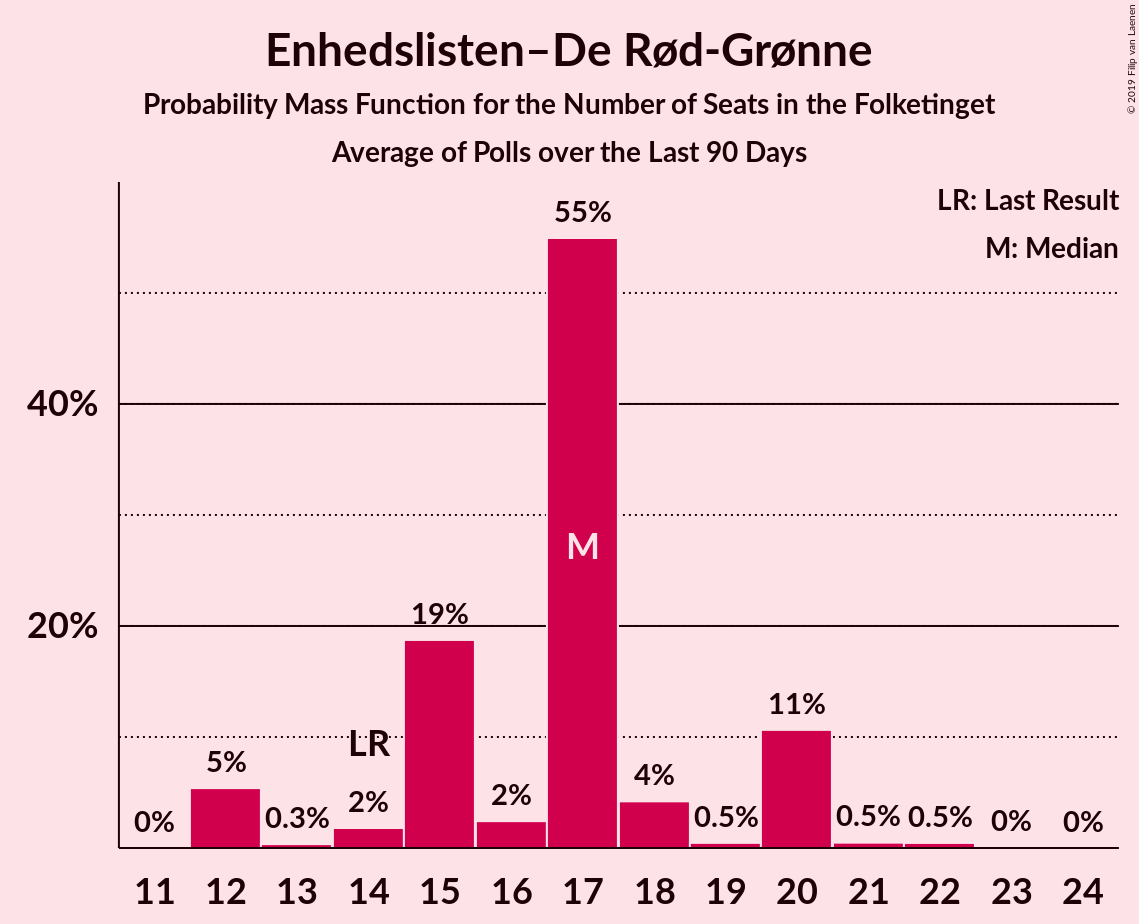 Enhedslisten–De Rød-Grønne
Probability Mass Function for the Number of Seats in the Folketinget
Average of Polls over the Last 90 Days
© 2019 Filip van Laenen
LR: Last Result
M: Median
55%
40%
M
20%
19%
11%
LR
5%
4%
2%
2%
0%
0.3%
0.5%
0.5%
0.5%
0%
0%
11 12 13 14 15 16 17 18 19 20 21 22 23 24